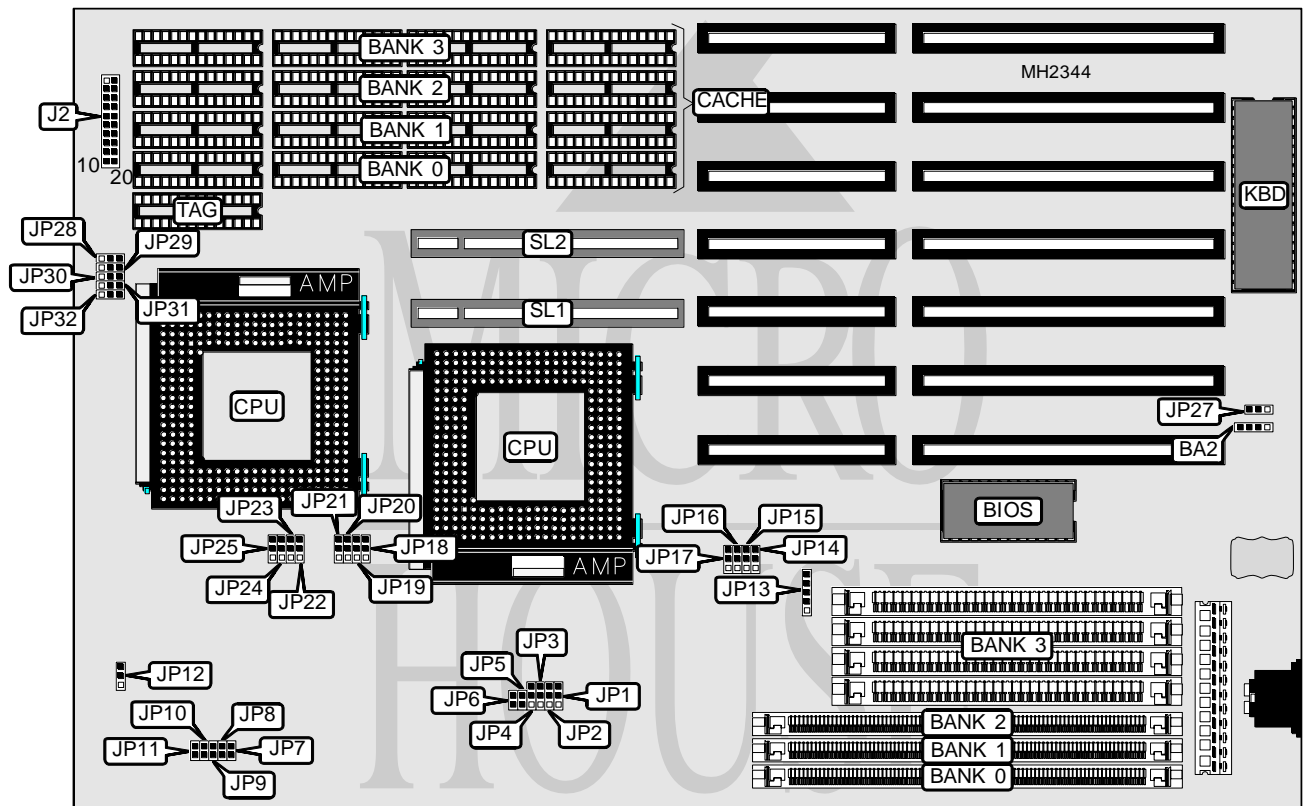 BANK 3
MH2344
BANK 2
CACHE
J2
BANK 1
BANK 0
10
20
KBD
TAG
JP28
JP29
SL2
JP30
AMP
JP32
JP31
SL1
CPU
JP27
CPU
BA2
JP23
JP21
JP20
BIOS
JP16
JP15
JP25
JP18
JP17
JP14
AMP
JP24
JP19
JP13
JP22
JP3
BANK 3
JP5
JP12
JP6
JP1
JP10
JP8
BANK 2
JP4
JP2
JP11
JP7
BANK 1
JP9
BANK 0
MICRO
HOUSE